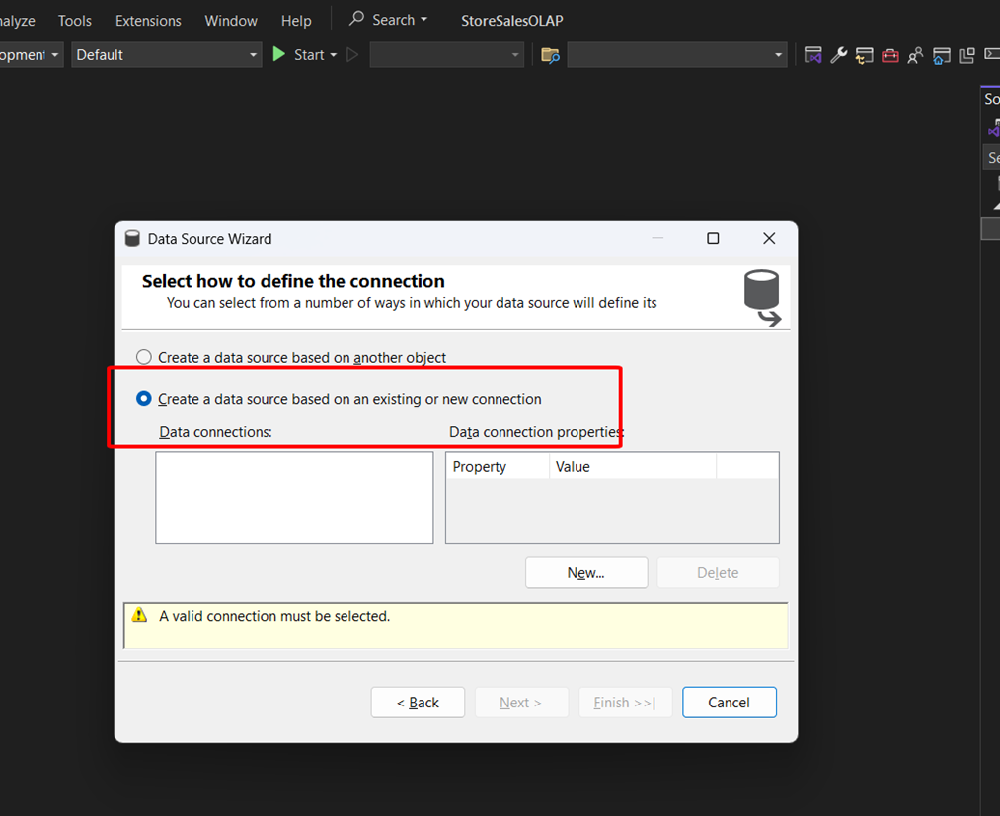 nalyze Tools Extensions Window Help Search StoreSalesOLAP
opment Default Start
So
Se
Data Source Wizard
Select how to define the connection
You can select from a number of ways in which your data source will define its
Create a data source based on another object
Create a data source based on an existing or new connection
Data connections: Data connection properties:
Property Value
New... Delete
A valid connection must be selected.
< Back Next > Finish >>| Cancel